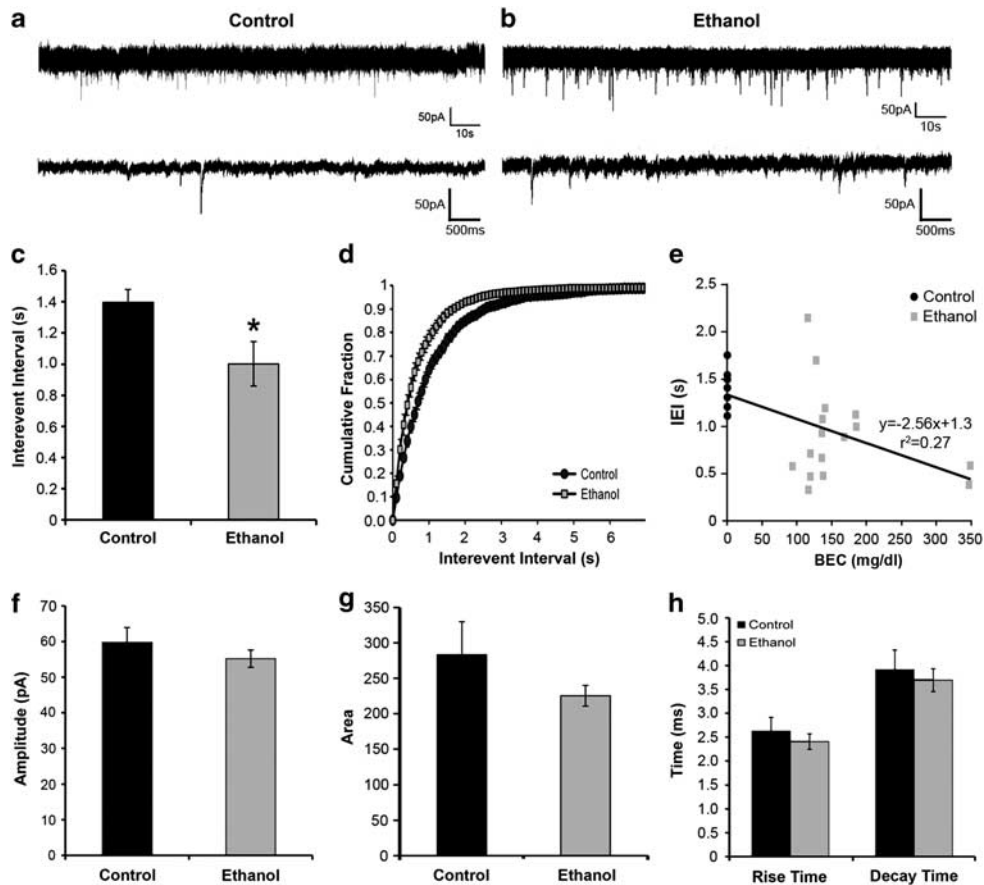 a
Control
50pA
10s
50pA
500ms
b
Ethanol
50pA
10s
50pA
500ms
c
Interevent Interval (s)
1.6
1.4
1.2
1.0
0.8
0.6
0.4
0.2
0
*
Control
Ethanol
d
Cumulative Fraction
1
0.9
0.8
0.7
0.6
0.5
0.4
0.3
0.2
0.1
0.0
Control
Ethanol
0
1
2
3
4
5
6
Interevent Interval (s)
e
IEI (s)
2.5
2.0
1.5
1.0
0.5
0
Control
Ethanol
y=-2.56x+1.3
r²=0.27
0
50
100
150
200
250
300
350
BEC (mg/dl)
f
Amplitude (pA)
70
60
50
40
30
20
10
0
Control
Ethanol
g
Area
350
300
250
200
150
100
50
0
Control
Ethanol
h
Time (ms)
5.0
4.5
4.0
3.5
3.0
2.5
2.0
1.5
1.0
0.5
0
Control
Ethanol
Rise Time
Decay Time